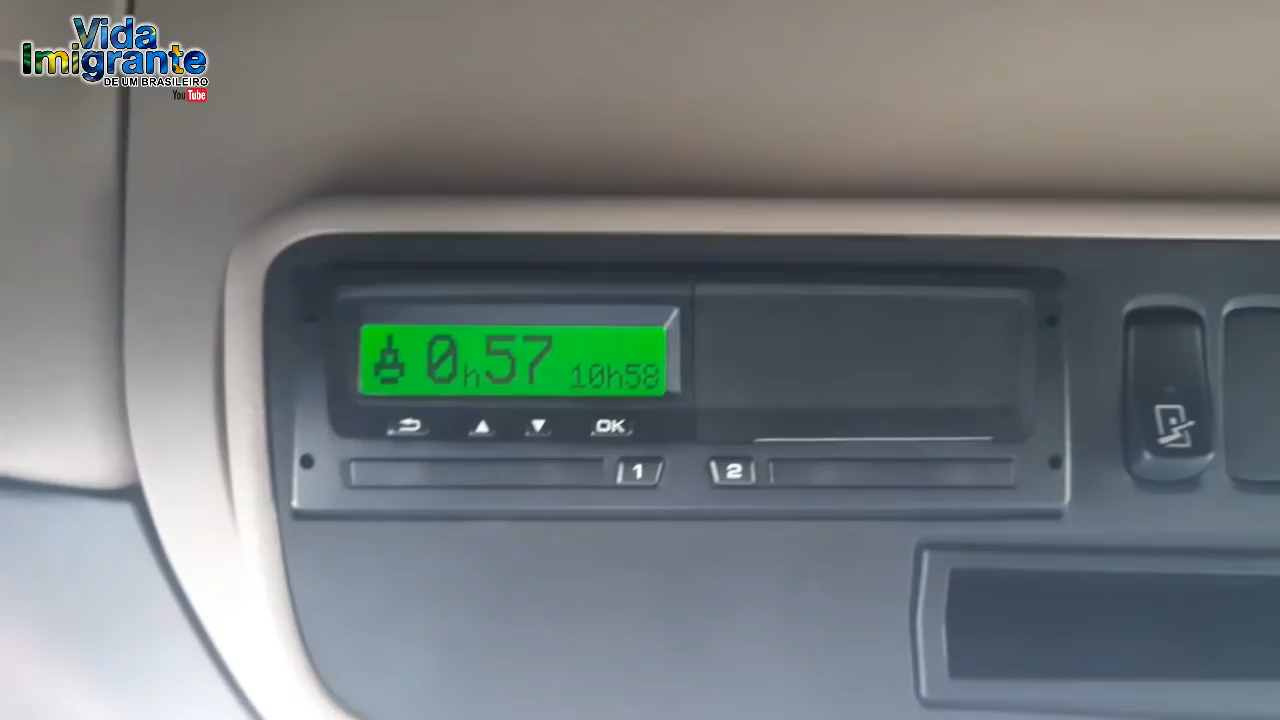 Vida
Imigrante
DE UM BRASILEIRO
YouTube
0h57 10h58
OK
1 2